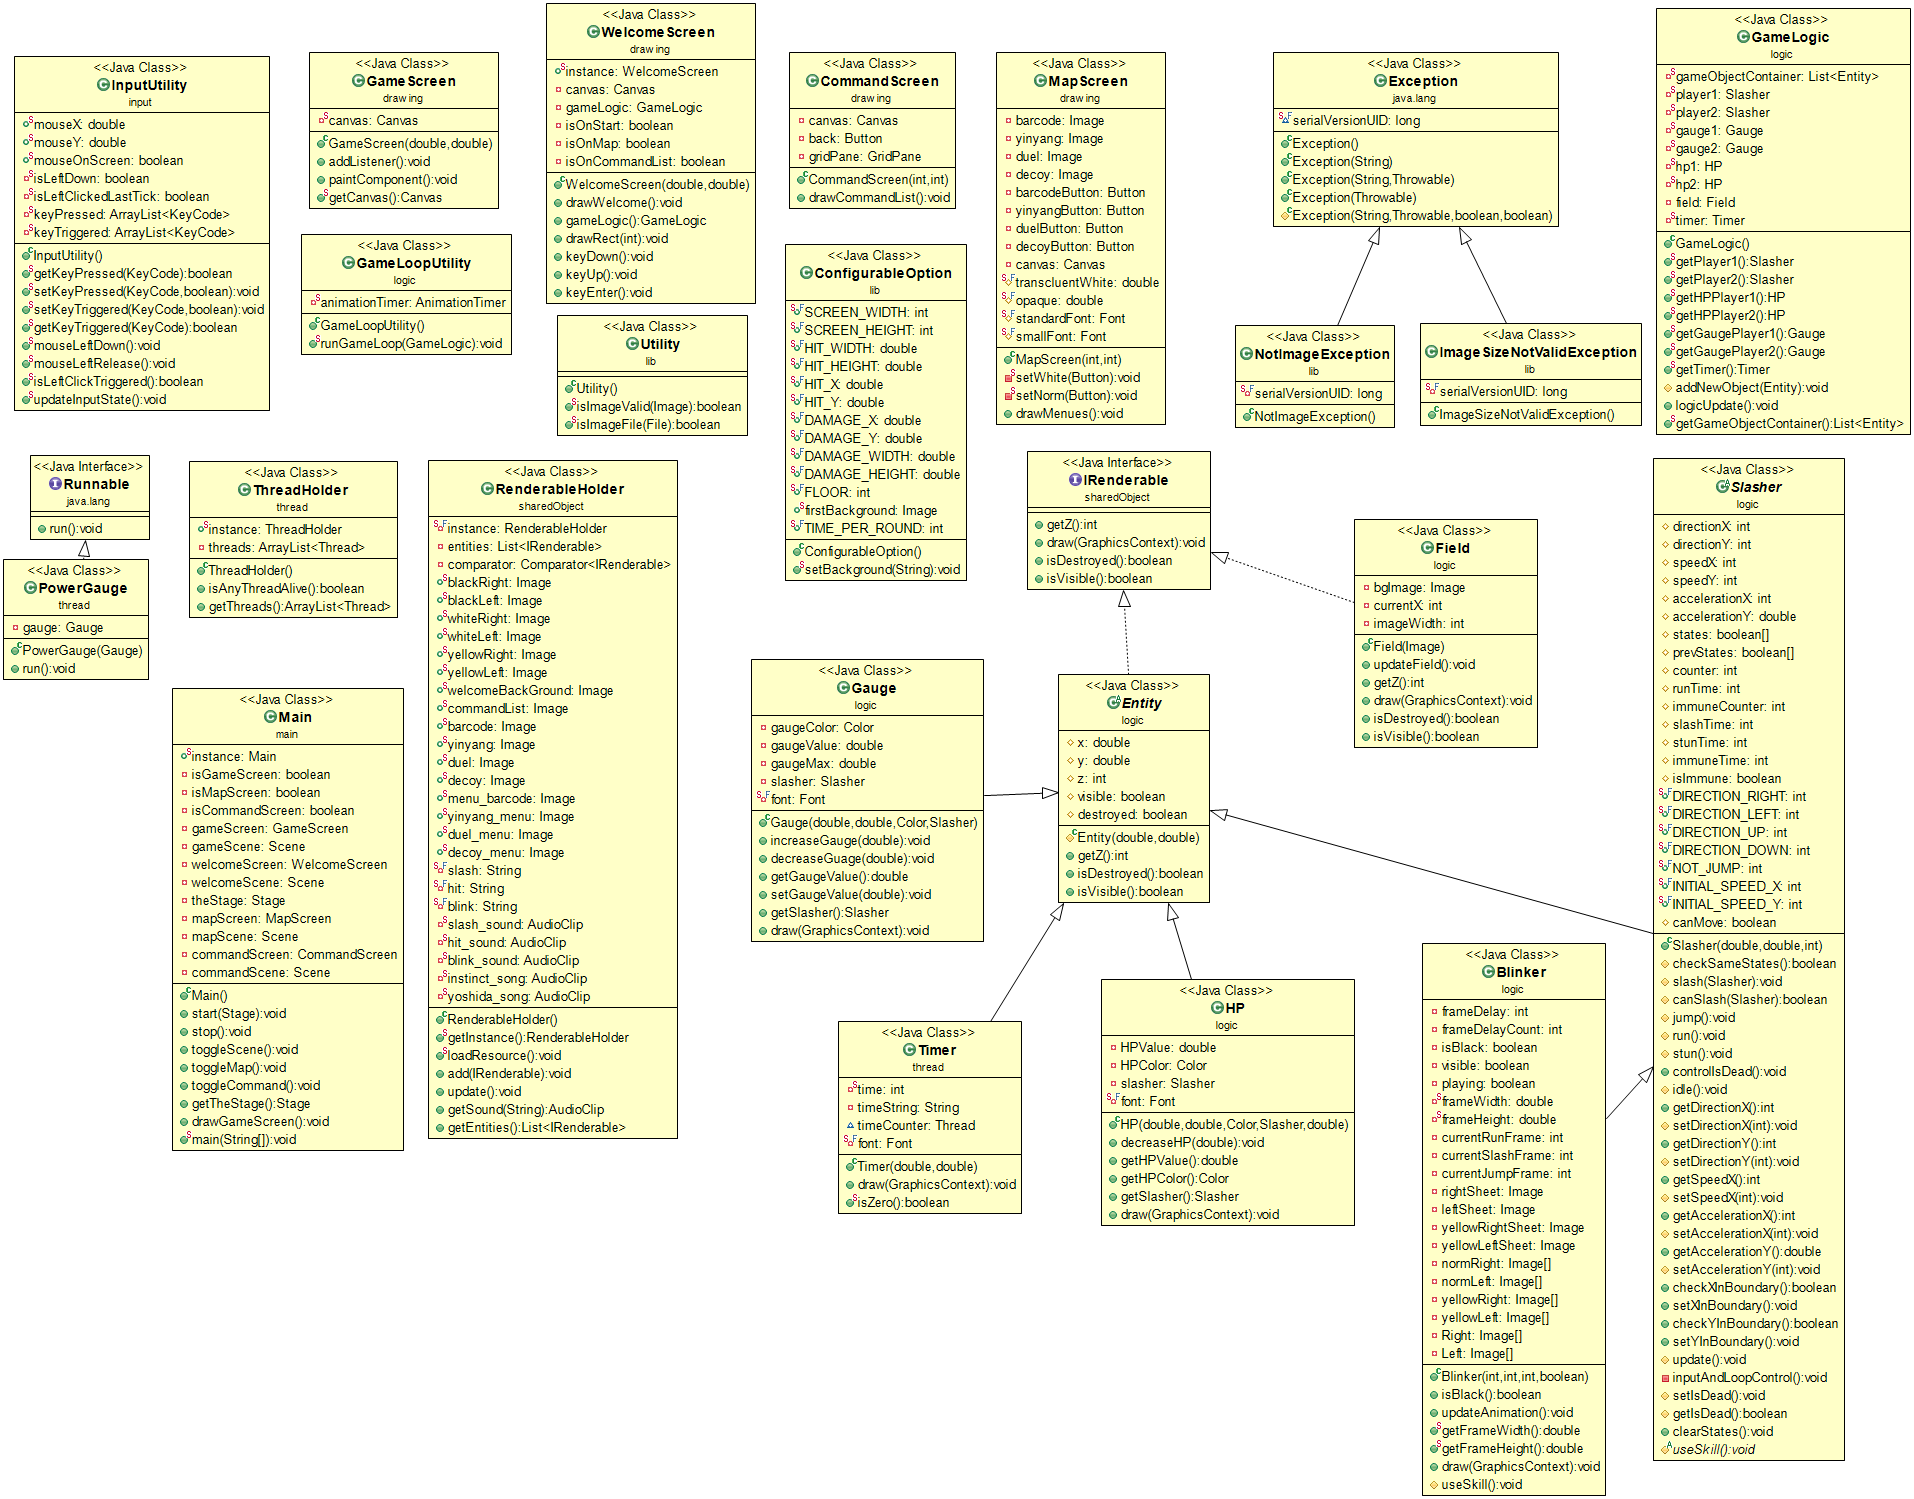 <<Java Class>>
InputUtility
input
mouseX: double
mouseY: double
mouseOnScreen: boolean
isLeftDown: boolean
isLeftClickedLastTick: boolean
keyPressed: ArrayList<KeyCode>
keyTriggered: ArrayList<KeyCode>
InputUtility()
getKeyPressed(KeyCode):boolean
setKeyPressed(KeyCode,boolean):void
setKeyTriggered(KeyCode,boolean):void
getKeyTriggered(KeyCode):boolean
mouseLeftDown():void
mouseLeftRelease():void
isLeftClickTriggered():boolean
updateInputState():void
<<Java Class>>
GameScreen
drawing
canvas: Canvas
GameScreen(double,double)
addListener():void
paintComponent():void
getCanvas():Canvas
<<Java Class>>
GameLoopUtility
logic
animationTimer: AnimationTimer
GameLoopUtility()
runGameLoop(GameLogic):void
<<Java Class>>
WelcomeScreen
drawing
instance: WelcomeScreen
canvas: Canvas
gameLogic: GameLogic
isOnStart: boolean
isOnMap: boolean
isOnCommandList: boolean
WelcomeScreen(double,double)
drawWelcome():void
gameLogic():GameLogic
drawRect(int):void
keyDown():void
keyUp():void
keyEnter():void
<<Java Class>>
Utility
lib
Utility()
isImageValid(Image):boolean
isImageFile(File):boolean
<<Java Class>>
CommandScreen
drawing
canvas: Canvas
back: Button
gridPane: GridPane
CommandScreen(int,int)
drawCommandList():void
<<Java Class>>
ConfigurableOption
lib
SCREEN_WIDTH: int
SCREEN_HEIGHT: int
HIT_WIDTH: double
HIT_HEIGHT: double
HIT_X: double
HIT_Y: double
DAMAGE_X: double
DAMAGE_Y: double
DAMAGE_WIDTH: double
DAMAGE_HEIGHT: double
FLOOR: int
firstBackground: Image
TIME_PER_ROUND: int
ConfigurableOption()
setBackground(String):void
<<Java Class>>
MapScreen
drawing
barcode: Image
yinyang: Image
duel: Image
decoy: Image
barcodeButton: Button
yinyangButton: Button
duelButton: Button
decoyButton: Button
canvas: Canvas
transcluentWhite: double
opaque: double
standardFont: Font
smallFont: Font
MapScreen(int,int)
setWhite(Button):void
setNorm(Button):void
drawMenues():void
<<Java Class>>
Exception
java.lang
serialVersionUID: long
Exception()
Exception(String)
Exception(String,Throwable)
Exception(Throwable)
Exception(String,Throwable,boolean,boolean)
<<Java Class>>
NotImageException
lib
serialVersionUID: long
NotImageException()
<<Java Class>>
ImageSizeNotValidException
lib
serialVersionUID: long
ImageSizeNotValidException()
<<Java Class>>
GameLogic
logic
gameObjectContainer: List<Entity>
player1: Slasher
player2: Slasher
gauge1: Gauge
gauge2: Gauge
hp1: HP
hp2: HP
field: Field
timer: Timer
GameLogic()
getPlayer1():Slasher
getPlayer2():Slasher
getHPPlayer1():HP
getHPPlayer2():HP
getGaugePlayer1():Gauge
getGaugePlayer2():Gauge
getTimer():Timer
addNewObject(Entity):void
logicUpdate():void
getGameObjectContainer():List<Entity>
<<Java Interface>>
Runnable
java.lang
run():void
<<Java Class>>
PowerGauge
thread
gauge: Gauge
PowerGauge(Gauge)
run():void
<<Java Class>>
ThreadHolder
thread
instance: ThreadHolder
threads: ArrayList<Thread>
ThreadHolder()
isAnyThreadAlive():boolean
getThreads():ArrayList<Thread>
<<Java Class>>
Main
main
instance: Main
isGameScreen: boolean
isMapScreen: boolean
isCommandScreen: boolean
gameScreen: GameScreen
gameScene: Scene
welcomeScreen: WelcomeScreen
welcomeScene: Scene
theStage: Stage
mapScreen: MapScreen
mapScene: Scene
commandScreen: CommandScreen
commandScene: Scene
Main()
start(Stage):void
stop():void
toggleScene():void
toggleMap():void
toggleCommand():void
getTheStage():Stage
drawGameScreen():void
main(String[]):void
<<Java Class>>
RenderableHolder
sharedObject
instance: RenderableHolder
entities: List<IRenderable>
comparator: Comparator<IRenderable>
blackRight: Image
blackLeft: Image
whiteRight: Image
whiteLeft: Image
yellowRight: Image
yellowLeft: Image
welcomeBackGround: Image
commandList: Image
barcode: Image
yinyang: Image
duel: Image
decoy: Image
menu_barcode: Image
yinyang_menu: Image
duel_menu: Image
decoy_menu: Image
slash: String
hit: String
blink: String
slash_sound: AudioClip
hit_sound: AudioClip
blink_sound: AudioClip
instinct_song: AudioClip
yoshida_song: AudioClip
RenderableHolder()
getInstance():RenderableHolder
loadResource():void
add(IRenderable):void
update():void
getSound(String):AudioClip
getEntities():List<IRenderable>
<<Java Interface>>
IRenderable
sharedObject
getZ():int
draw(GraphicsContext):void
isDestroyed():boolean
isVisible():boolean
<<Java Class>>
Field
logic
bgImage: Image
currentX: int
imageWidth: int
Field(Image)
updateField():void
getZ():int
draw(GraphicsContext):void
isDestroyed():boolean
isVisible():boolean
<<Java Class>>
Gauge
logic
gaugeColor: Color
gaugeValue: double
gaugeMax: double
slasher: Slasher
font: Font
Gauge(double,double,Color,Slasher)
increaseGauge(double):void
decreaseGuage(double):void
getGaugeValue():double
setGaugeValue(double):void
getSlasher():Slasher
draw(GraphicsContext):void
<<Java Class>>
Entity
logic
x: double
y: double
z: int
visible: boolean
destroyed: boolean
Entity(double,double)
getZ():int
isDestroyed():boolean
isVisible():boolean
<<Java Class>>
Timer
thread
time: int
timeString: String
timeCounter: Thread
font: Font
Timer(double,double)
draw(GraphicsContext):void
isZero():boolean
<<Java Class>>
HP
logic
HPValue: double
HPColor: Color
slasher: Slasher
font: Font
HP(double,double,Color,Slasher,double)
decreaseHP(double):void
getHPValue():double
getHPColor():Color
getSlasher():Slasher
draw(GraphicsContext):void
<<Java Class>>
Blinker
logic
frameDelay: int
frameDelayCount: int
isBlack: boolean
visible: boolean
playing: boolean
frameWidth: double
frameHeight: double
currentRunFrame: int
currentSlashFrame: int
currentJumpFrame: int
rightSheet: Image
leftSheet: Image
yellowRightSheet: Image
yellowLeftSheet: Image
normRight: Image[]
normLeft: Image[]
yellowRight: Image[]
yellowLeft: Image[]
Right: Image[]
Left: Image[]
Blinker(int,int,int,boolean)
isBlack():boolean
updateAnimation():void
getFrameWidth():double
getFrameHeight():double
draw(GraphicsContext):void
useSkill():void
<<Java Class>>
Slasher
logic
directionX: int
directionY: int
speedX: int
speedY: int
accelerationX: int
accelerationY: double
states: boolean[]
prevStates: boolean[]
counter: int
runTime: int
immuneCounter: int
slashTime: int
stunTime: int
immuneTime: int
isImmune: boolean
DIRECTION_RIGHT: int
DIRECTION_LEFT: int
DIRECTION_UP: int
DIRECTION_DOWN: int
NOT_JUMP: int
INITIAL_SPEED_X: int
INITIAL_SPEED_Y: int
canMove: boolean
Slasher(double,double,int)
checkSameStates():boolean
slash(Slasher):void
canSlash(Slasher):boolean
jump():void
run():void
stun():void
controlIsDead():void
idle():void
getDirectionX():int
setDirectionX(int):void
getDirectionY():int
setDirectionY(int):void
getSpeedX():int
setSpeedX(int):void
getAccelerationX():int
setAccelerationX(int):void
getAccelerationY():double
setAccelerationY(int):void
checkXInBoundary():boolean
setXInBoundary():void
checkYInBoundary():boolean
setYInBoundary():void
update():void
inputAndLoopControl():void
setIsDead():void
getIsDead():boolean
clearStates():void
useSkill():void